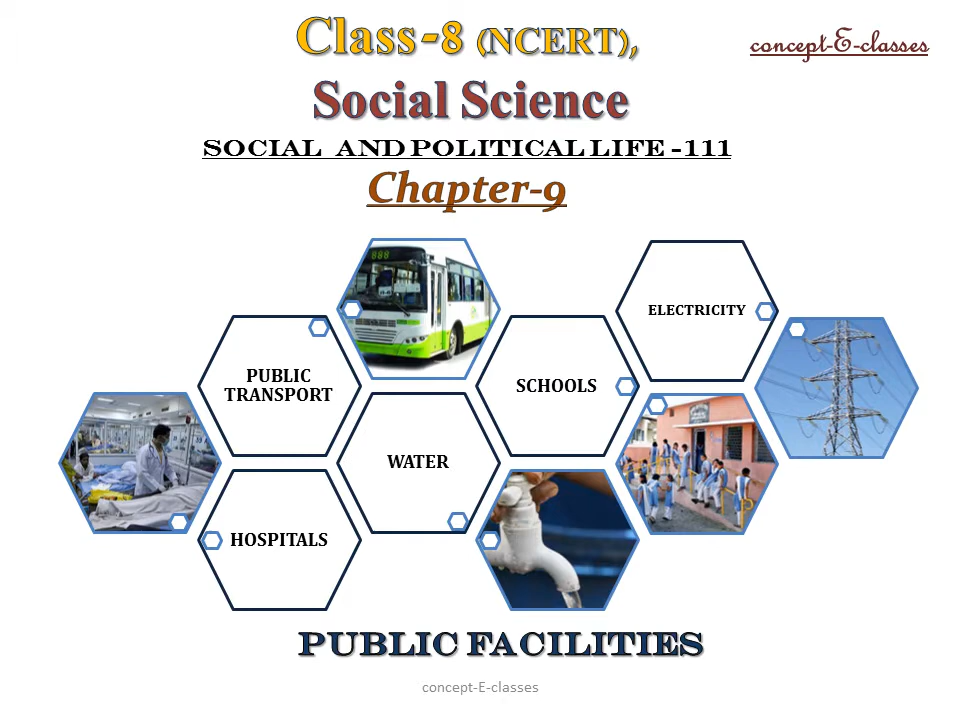 Class-8 (NCERT),
concept-E-classes
Social Science
SOCIAL AND POLITICAL LIFE -111
Chapter-9
888
ELECTRICITY
PUBLIC
TRANSPORT
SCHOOLS
WATER
HOSPITALS
PUBLIC FACILITIES
concept-E-classes